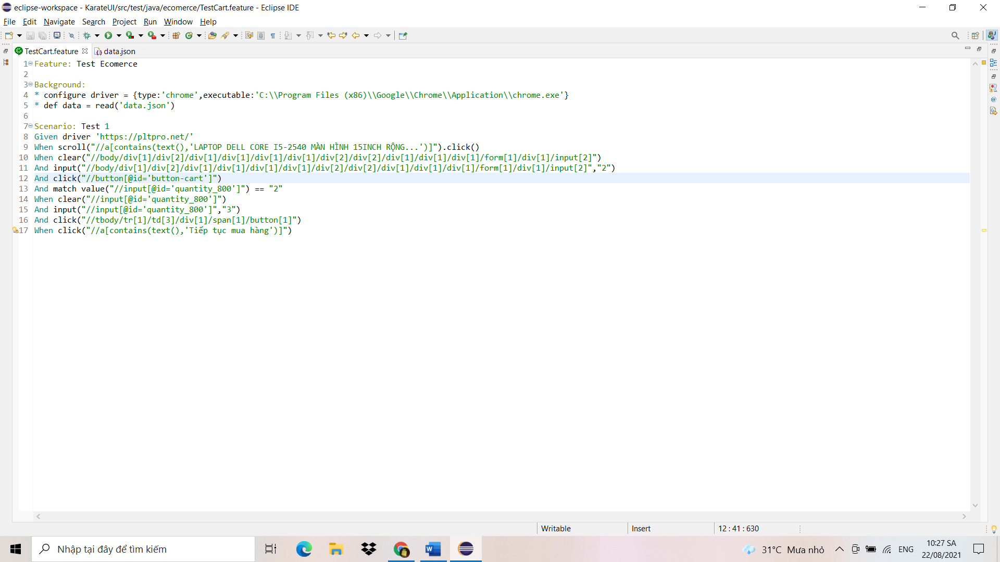 eclipse-workspace - KarateUI/src/test/java/ecomerce/TestCart.feature - Eclipse IDE
File Edit Navigate Search Project Run Window Help
TestCart.feature data.json
1 Feature: Test Ecomerce
2
3 Background:
4 * configure driver = {type:'chrome',executable:'C:\\Program Files (x86)\\Google\\Chrome\\Application\\chrome.exe'}
5 * def data = read('data.json')
6
7 Scenario: Test 1
8 Given driver 'https://pltpro.net/'
9 When scroll("//a[contains(text(),'LAPTOP DELL CORE I5-2540 MÀN HÌNH 15INCH RỘNG...')]").click()
10 When clear("//body/div[1]/div[2]/div[1]/div[1]/div[1]/div[1]/div[2]/div[2]/div[1]/div[1]/div[1]/form[1]/div[1]/input[2]")
11 And input("//body/div[1]/div[2]/div[1]/div[1]/div[1]/div[1]/div[2]/div[2]/div[1]/div[1]/div[1]/form[1]/div[1]/input[2]","2")
12 And click("//button[@id='button-cart']")
13 And match value("//input[@id='quantity_800']") == "2"
14 When clear("//input[@id='quantity_800']")
15 And input("//input[@id='quantity_800']","3")
16 And click("//tbody/tr[1]/td[3]/div[1]/span[1]/button[1]")
17 When click("//a[contains(text(),'Tiếp tục mua hàng')]")
Writable Insert 12 : 41 : 630
Nhập tại đây để tìm kiếm
31°C Mưa nhỏ ENG 10:27 SA
22/08/2021